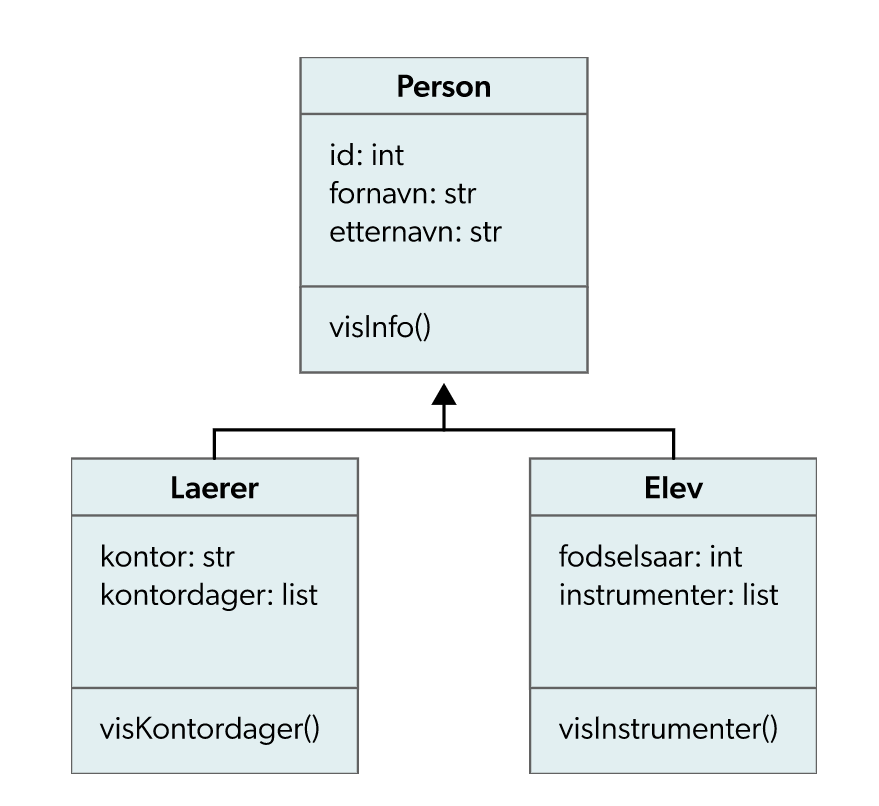 Person
id: int
fornavn: str
etternavn: str
visInfo()
Laerer
kontor: str
kontordager: list
visKontordager()
Elev
fodselsaar: int
instrumenter: list
visInstrumenter()